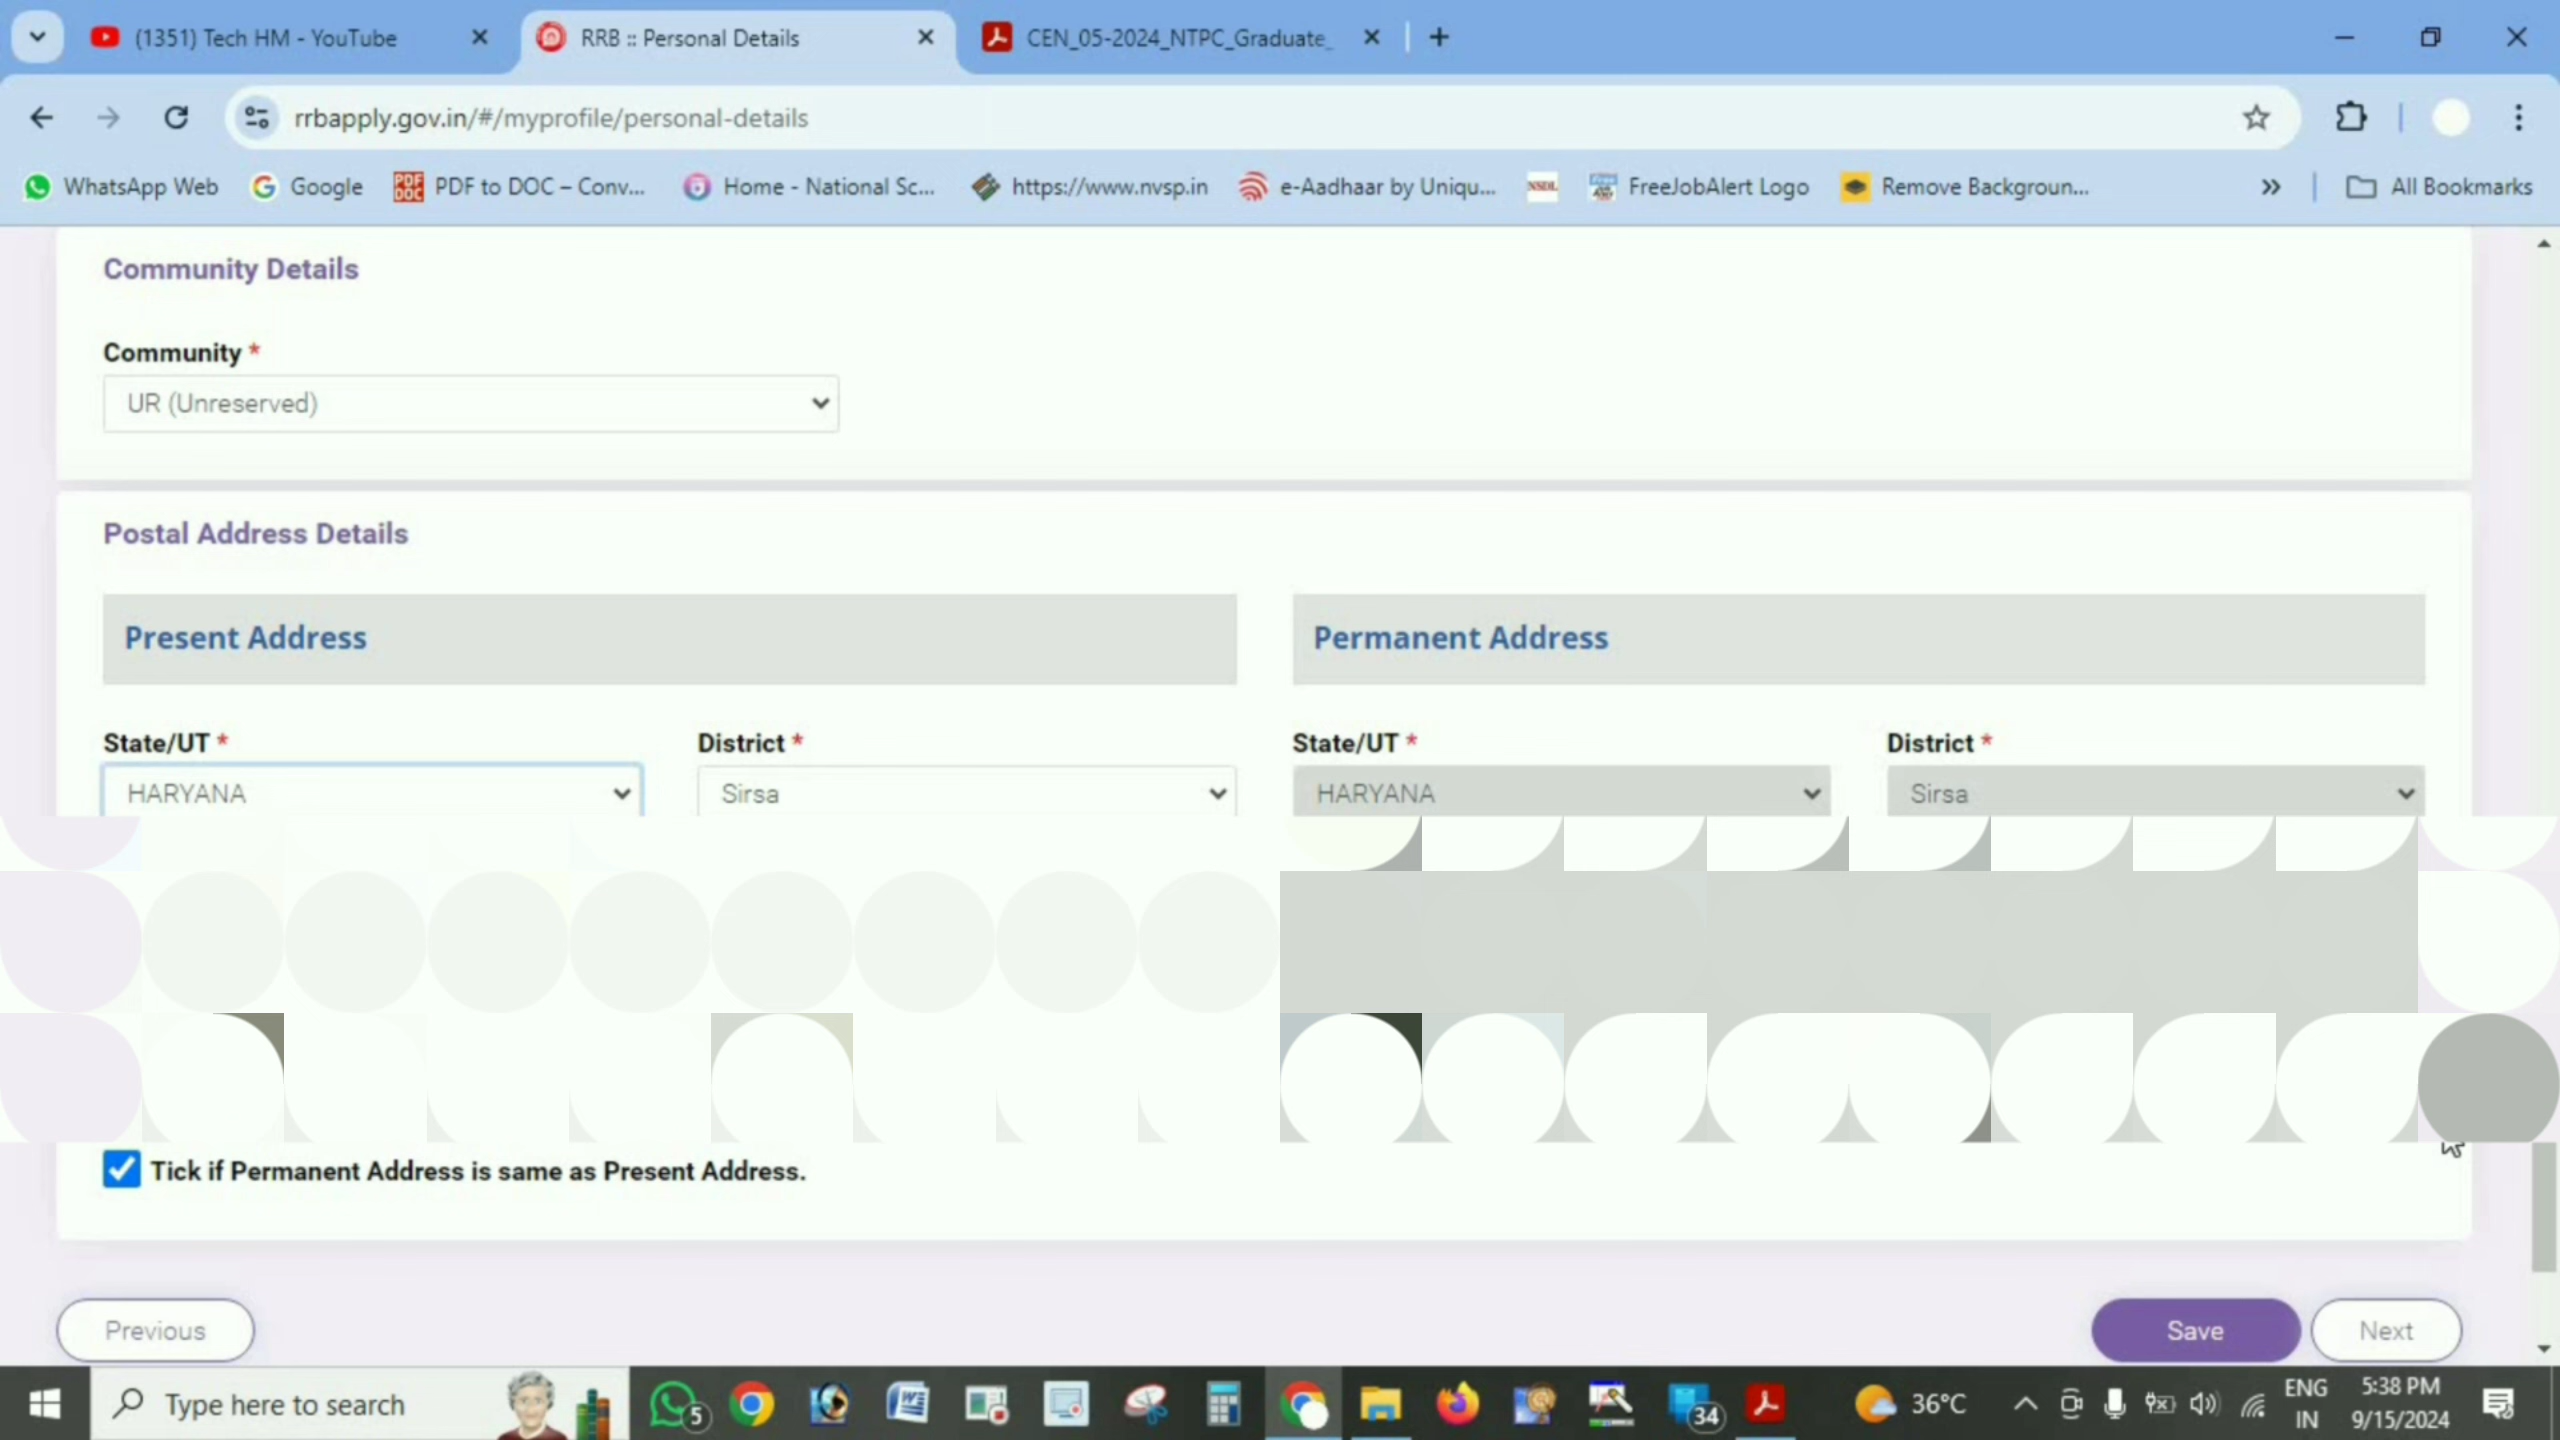 (1351) Tech HM - YouTube
RRB :: Personal Details
CEN_05-2024_NTPC_Graduate_
rrbapply.gov.in/#/myprofile/personal-details
WhatsApp Web
Google
PDF to DOC – Conv...
Home - National Sc...
https://www.nvsp.in
e-Aadhaar by Uniqu...
NSDL
FreeJobAlert Logo
Remove Backgroun...
All Bookmarks
Community Details
Community *
UR (Unreserved)
Postal Address Details
Present Address
Permanent Address
State/UT *
District *
State/UT *
District *
HARYANA
Sirsa
HARYANA
Sirsa
Tick if Permanent Address is same as Present Address.
Previous
Save
Next
Type here to search
5
34
36°C
ENG
IN
5:38 PM
9/15/2024